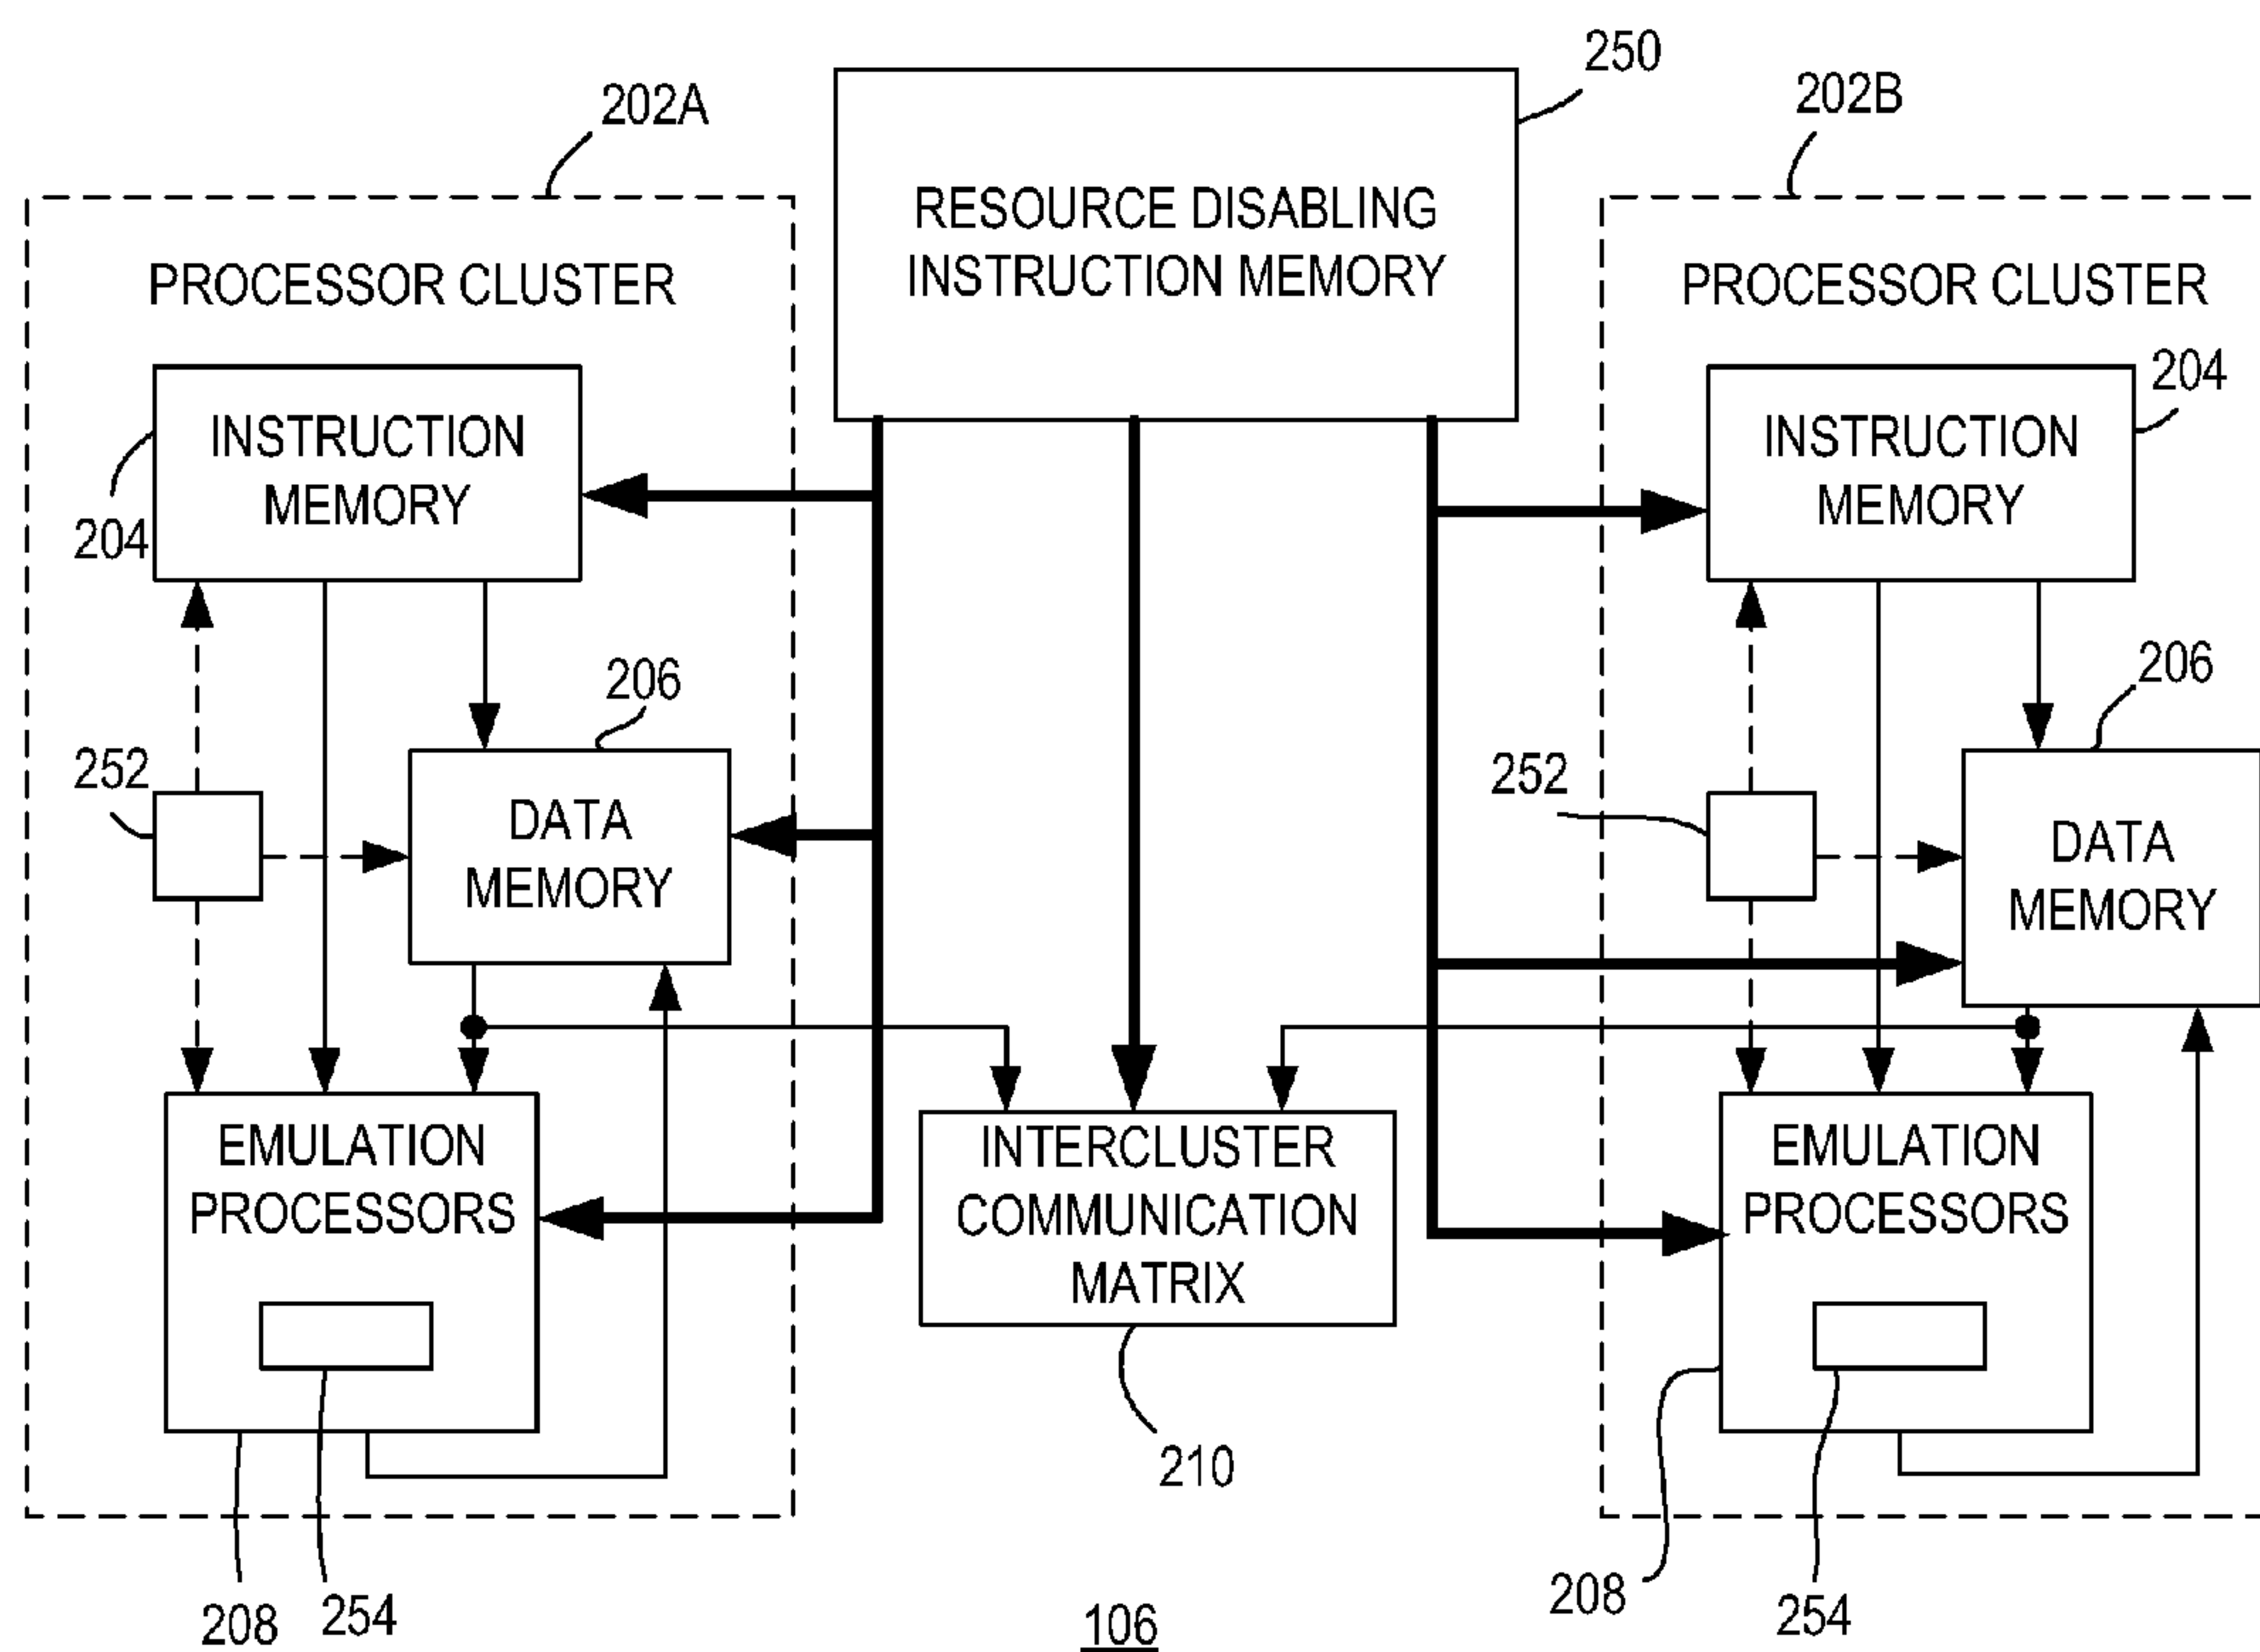 250
202A
202B
RESOURCE DISABLING
INSTRUCTION MEMORY
PROCESSOR CLUSTER
PROCESSOR CLUSTER
204
INSTRUCTION
MEMORY
INSTRUCTION
MEMORY
204
206
206
252
252
DATA
MEMORY
DATA
MEMORY
EMULATION
PROCESSORS
INTERCLUSTER
COMMUNICATION
MATRIX
EMULATION
PROCESSORS
210
208
254
208
254
106